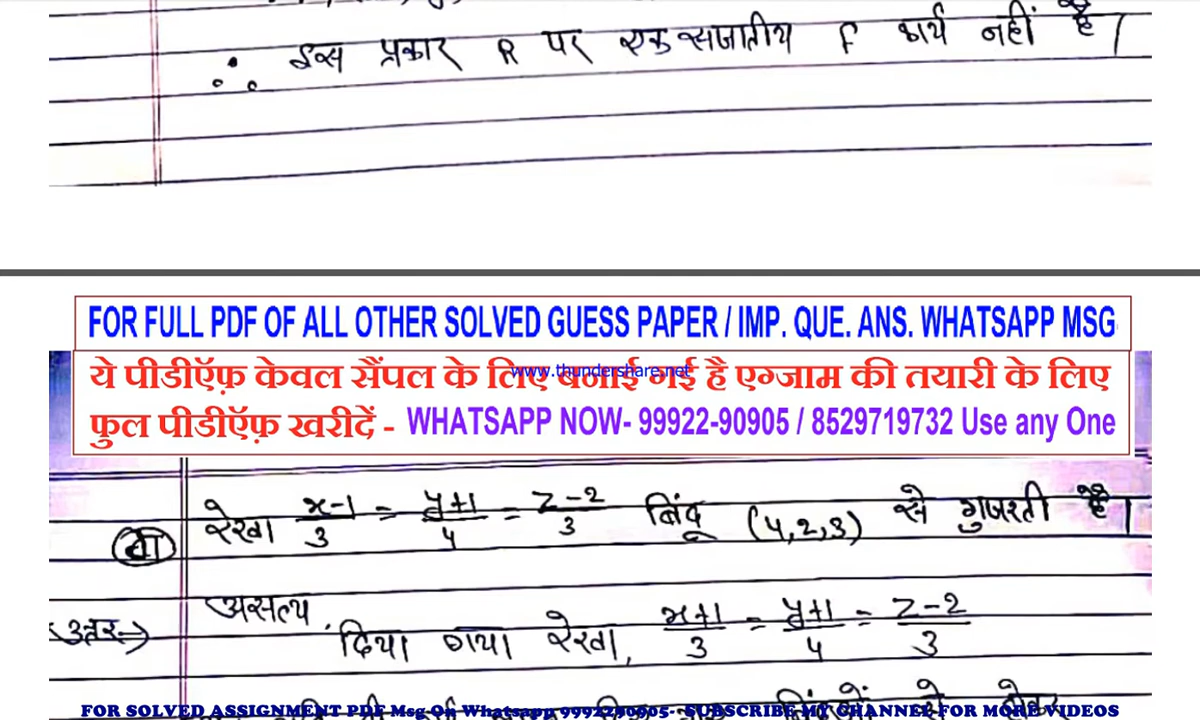 ∴ इस प्रकार R पर एक सजातीय F कार्य नहीं है।
FOR FULL PDF OF ALL OTHER SOLVED GUESS PAPER / IMP. QUE. ANS. WHATSAPP MSG
www.thundershare.net
ये पीडीऍफ़ केवल सैंपल के लिए बनाई गई है एग्जाम की तयारी के लिए
फुल पीडीऍफ़ खरीदें - WHATSAPP NOW- 99922-90905 / 8529719732 Use any One
रेखा x-1/3 = y+1/4 = z-2/3 बिंदू (4,2,3) से गुजरती है।
उत्तर:-> असत्य,
दिया गया रेखा, x+1/3 = y+1/4 = z-2/3
FOR SOLVED ASSIGNMENT PDF Msg On Whatsapp 9992290905- SUBSCRIBE MY CHANNEL FOR MORE VIDEOS